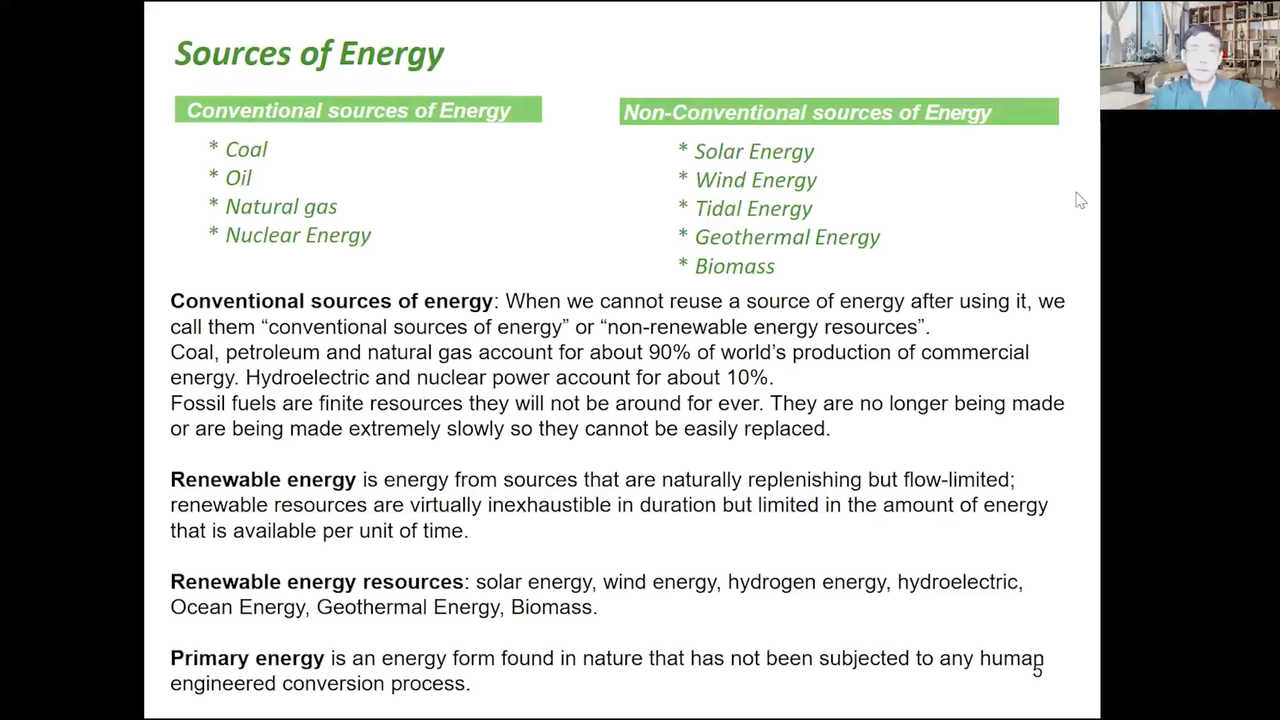 Sources of Energy
Conventional sources of Energy
* Coal
* Oil
* Natural gas
* Nuclear Energy
Non-Conventional sources of Energy
* Solar Energy
* Wind Energy
* Tidal Energy
* Geothermal Energy
* Biomass
Conventional sources of energy: When we cannot reuse a source of energy after using it, we
call them “conventional sources of energy” or “non-renewable energy resources”.
Coal, petroleum and natural gas account for about 90% of world’s production of commercial
energy. Hydroelectric and nuclear power account for about 10%.
Fossil fuels are finite resources they will not be around for ever. They are no longer being made
or are being made extremely slowly so they cannot be easily replaced.
Renewable energy is energy from sources that are naturally replenishing but flow-limited;
renewable resources are virtually inexhaustible in duration but limited in the amount of energy
that is available per unit of time.
Renewable energy resources: solar energy, wind energy, hydrogen energy, hydroelectric,
Ocean Energy, Geothermal Energy, Biomass.
Primary energy is an energy form found in nature that has not been subjected to any human
engineered conversion process.
5